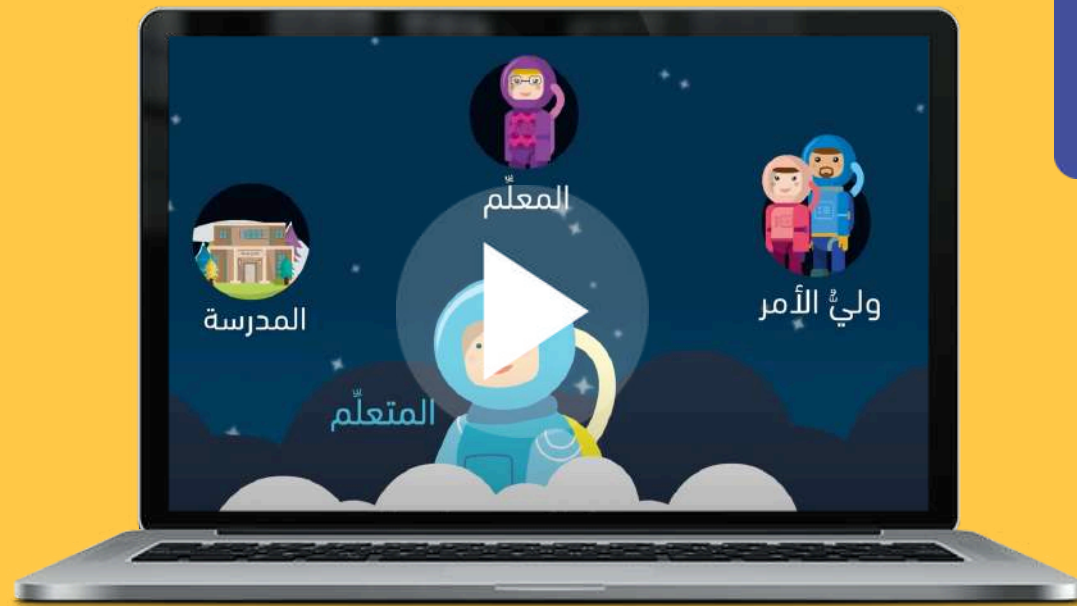 المعلّم
وليُّ الأمر
المدرسة
المتعلّم